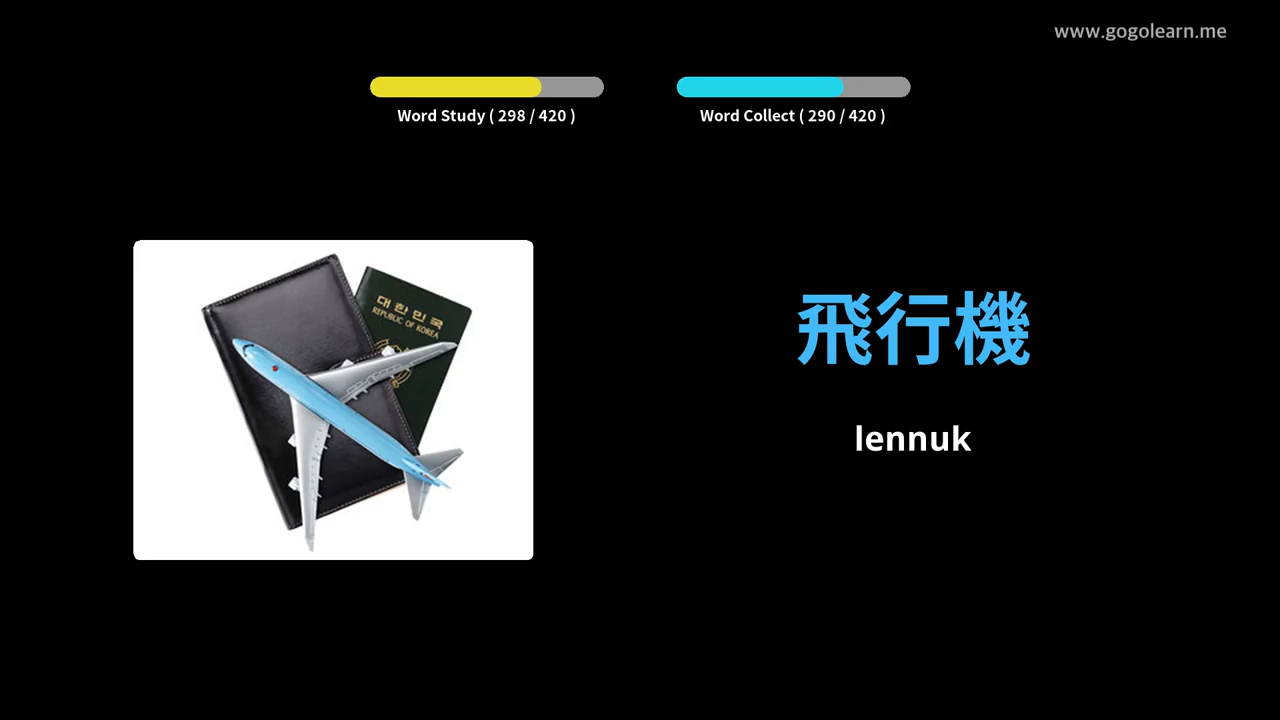 www.gogolearn.me
Word Study ( 298 / 420 )
Word Collect ( 290 / 420 )
대한민국
REPUBLIC OF KOREA
飛行機
lennuk